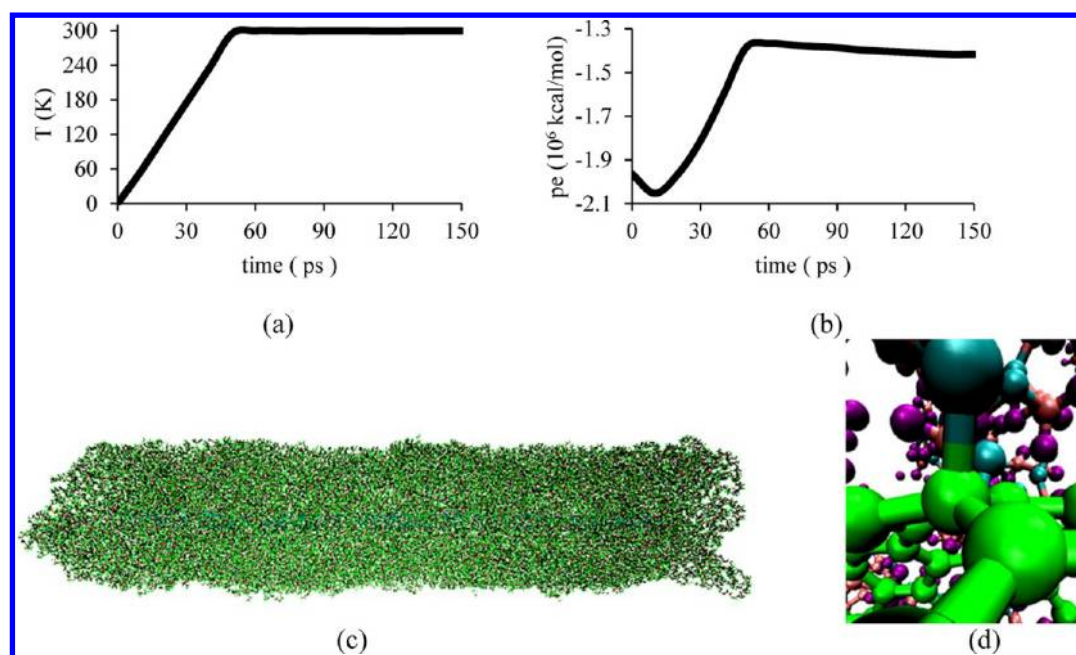 300
240
180
120
60
0
T (K)
0 30 60 90 120 150
time ( ps )
(a)
-1.3
-1.5
-1.7
-1.9
-2.1
pe (10⁶ kcal/mol)
0 30 60 90 120 150
time ( ps )
(b)
)
(c)
(d)